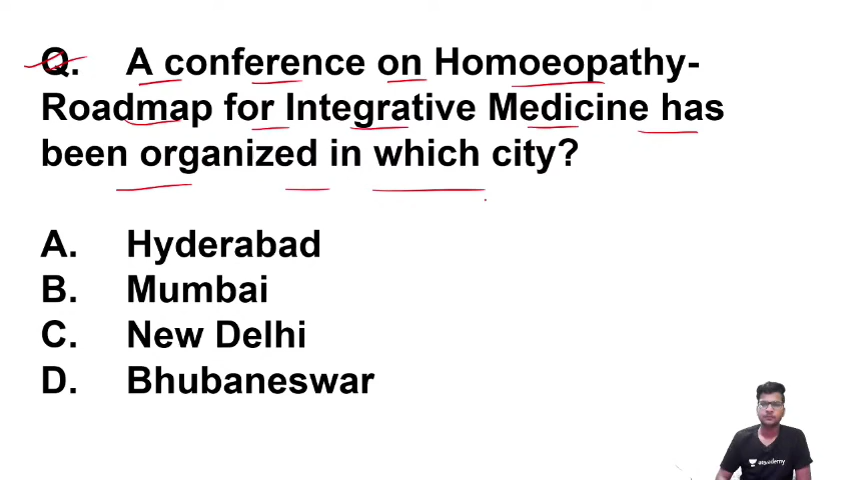 Q. A conference on Homoeopathy-
Roadmap for Integrative Medicine has
been organized in which city?
A. Hyderabad
B. Mumbai
C. New Delhi
D. Bhubaneswar